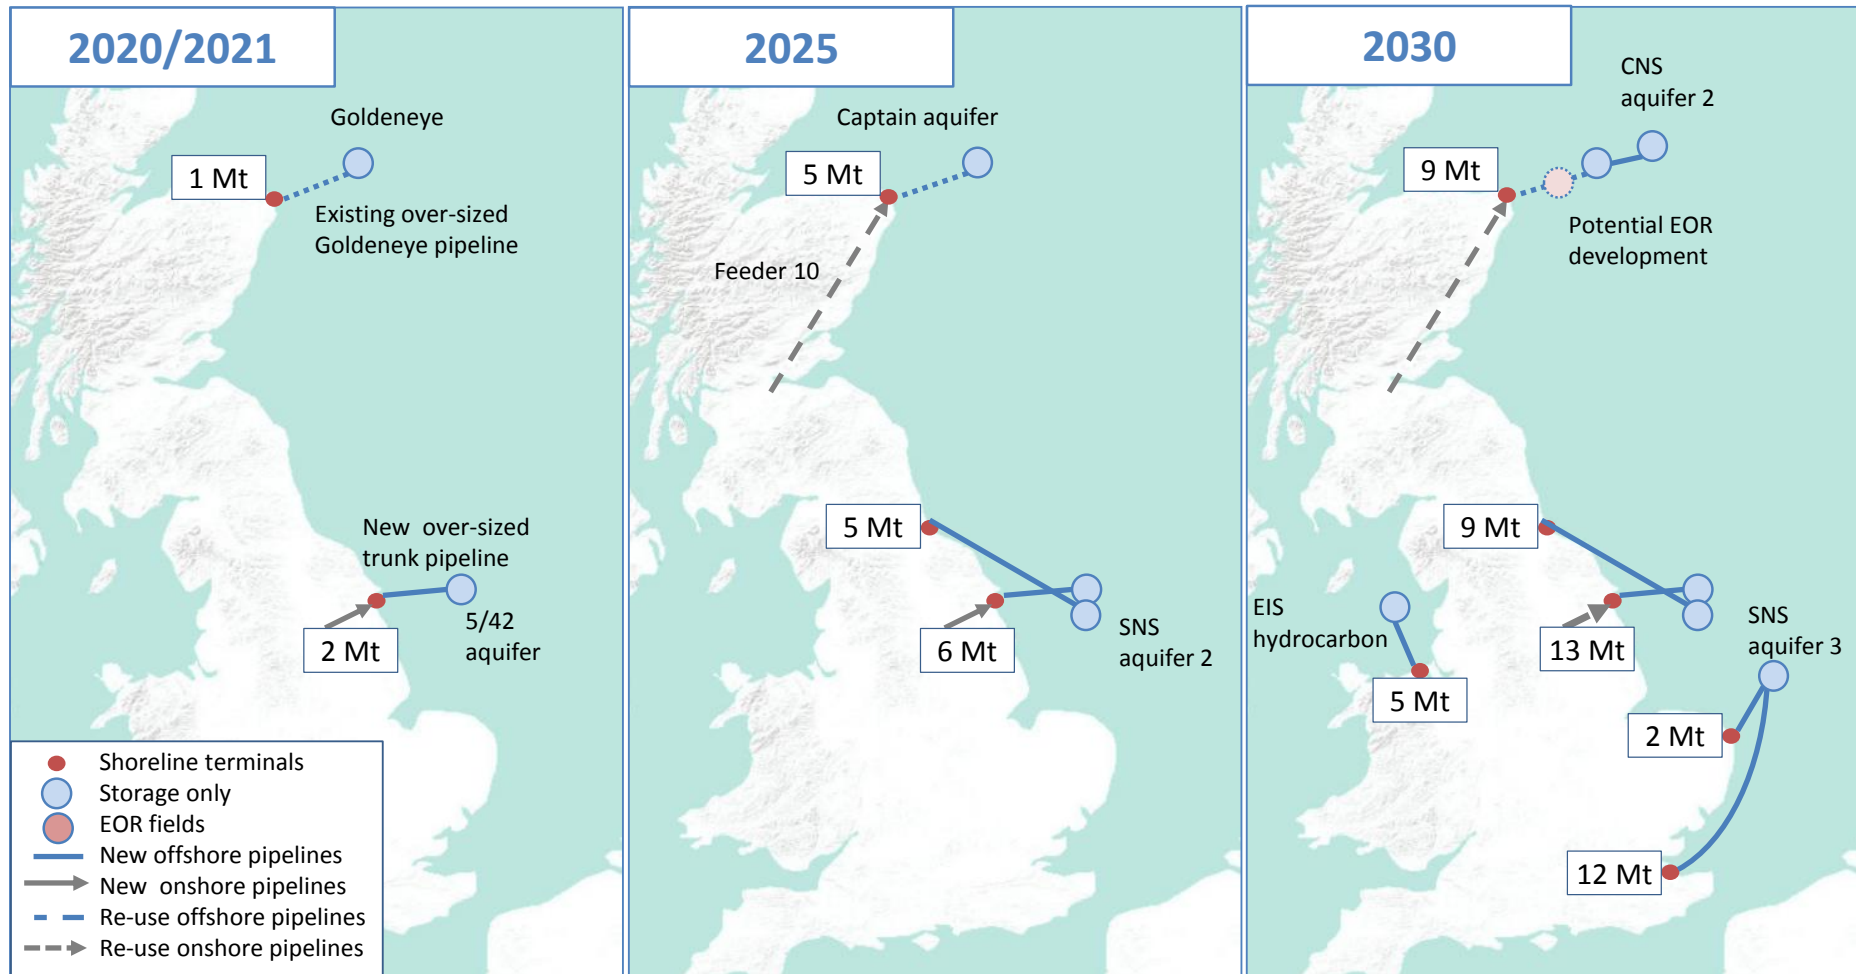 2020/2021
Goldeneye
1 Mt
Existing over-sized
Goldeneye pipeline
New over-sized
trunk pipeline
5/42
aquifer
2 Mt
Shoreline terminals
Storage only
EOR fields
New offshore pipelines
New onshore pipelines
Re-use offshore pipelines
Re-use onshore pipelines
2025
Captain aquifer
5 Mt
Feeder 10
5 Mt
6 Mt
SNS
aquifer 2
2030
CNS
aquifer 2
9 Mt
Potential EOR
development
9 Mt
EIS
hydrocarbon
13 Mt
SNS
aquifer 3
5 Mt
2 Mt
12 Mt